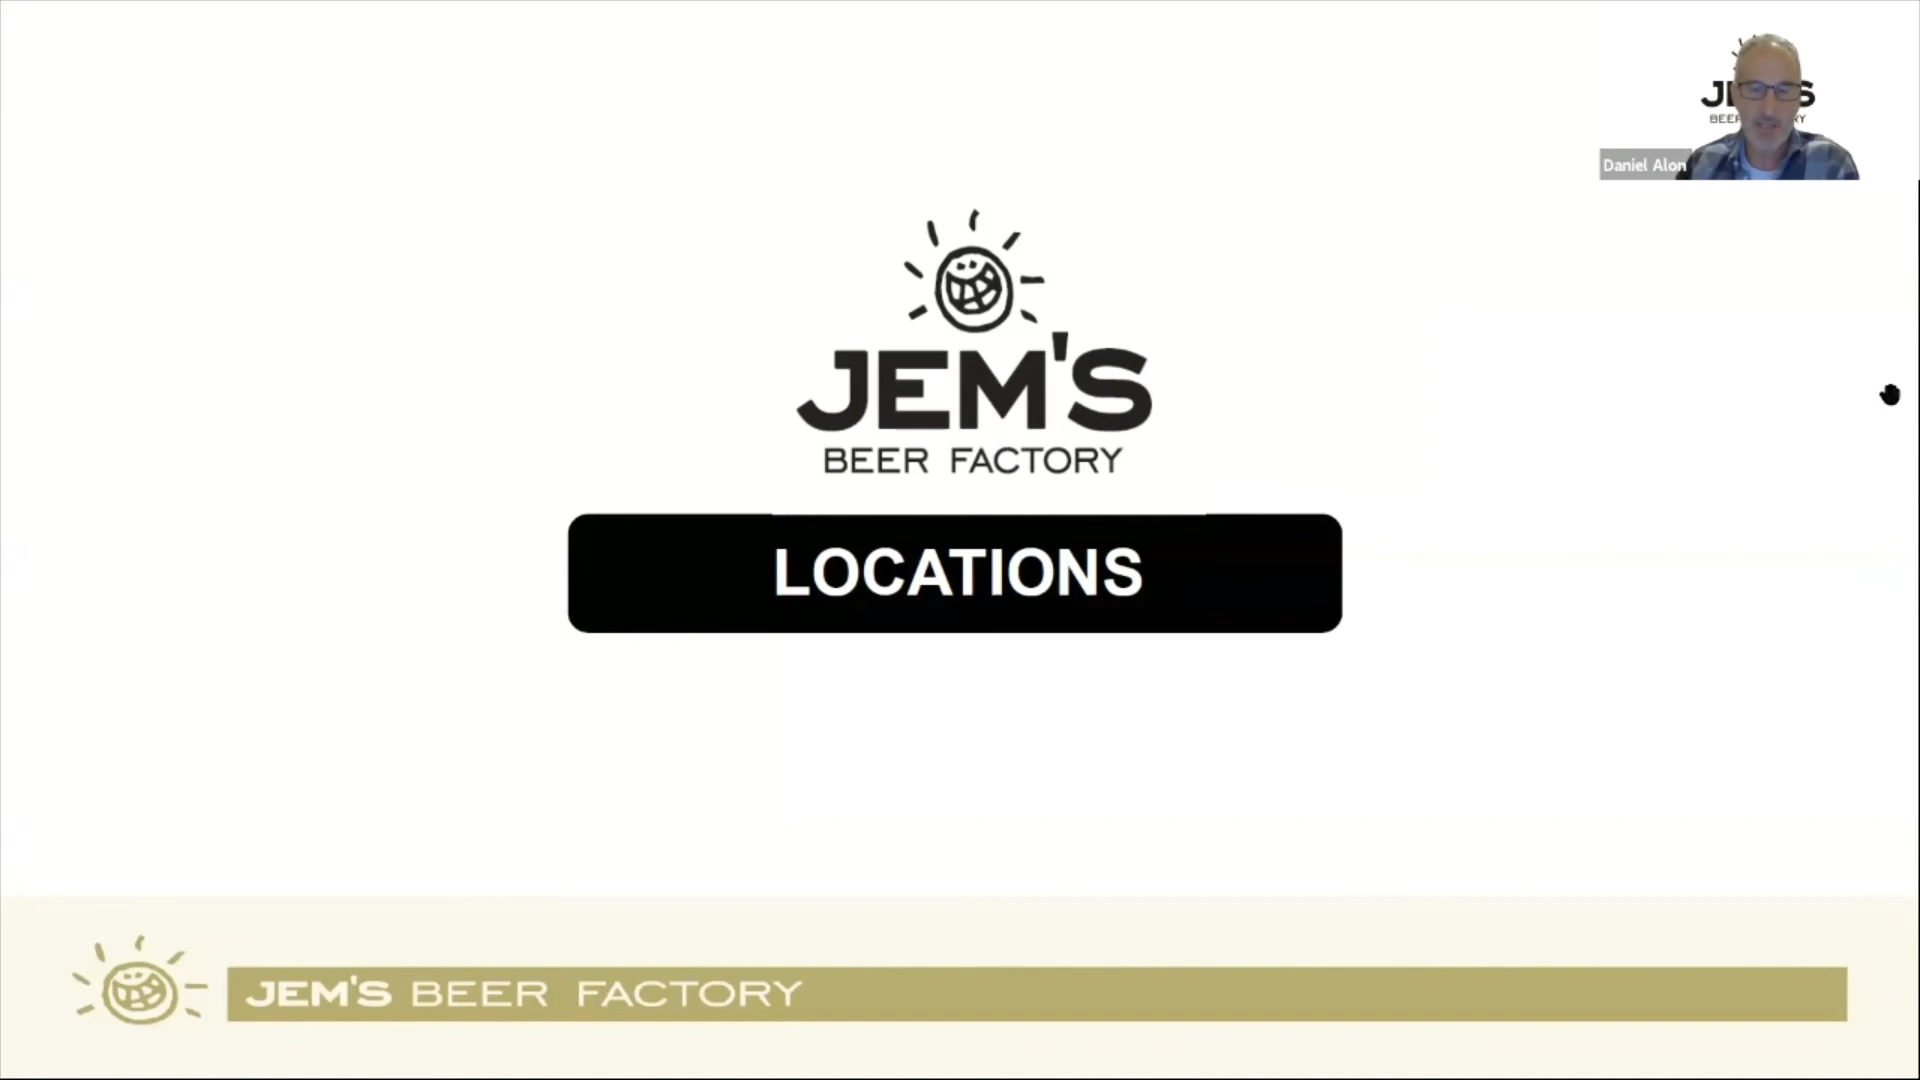 Daniel Alon
JEM'S
BEER FACTORY
LOCATIONS
JEM'S BEER FACTORY